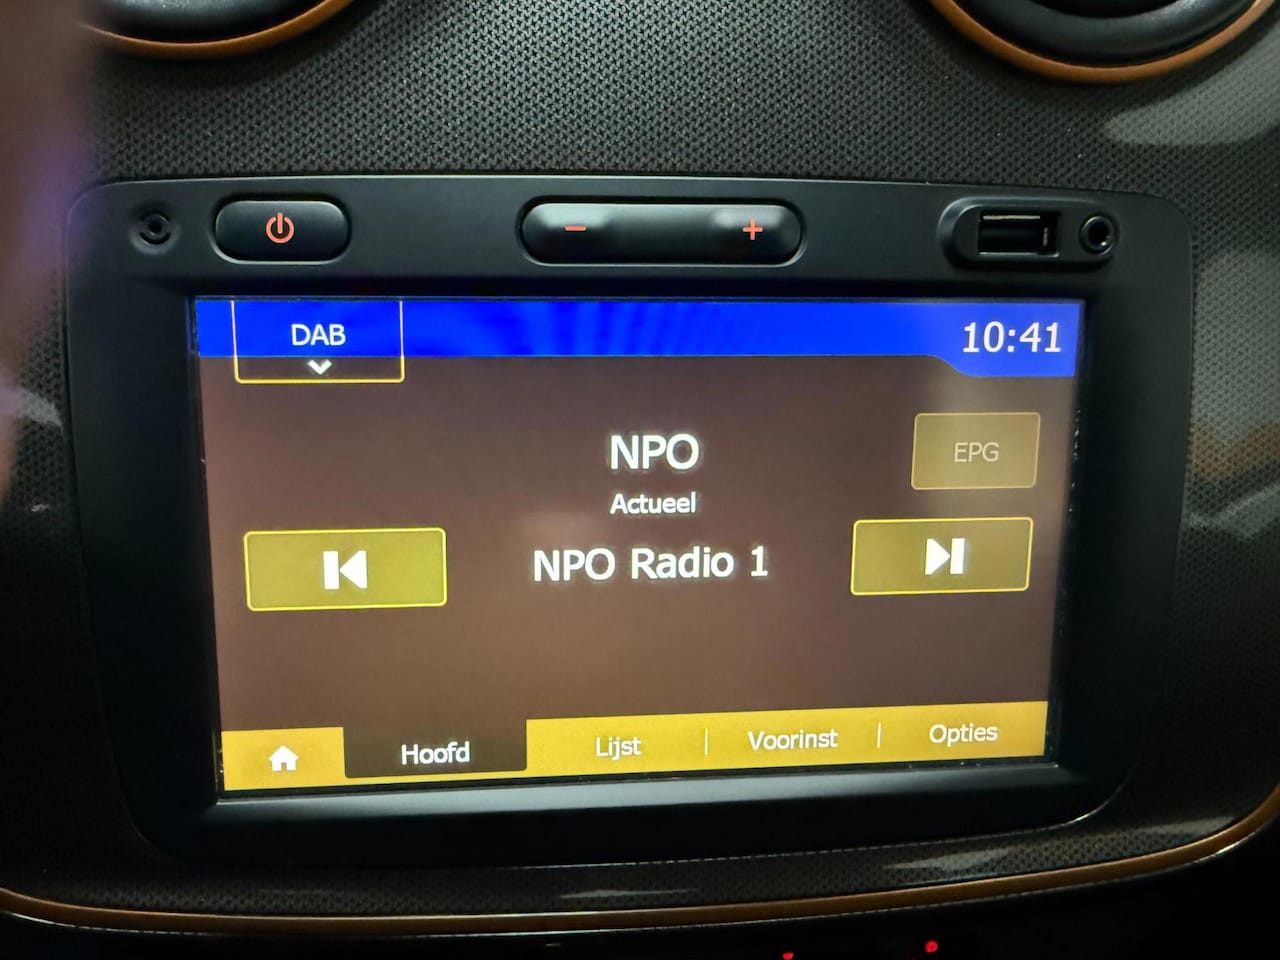 DAB
10:41
NPO
EPG
Actueel
NPO Radio 1
Hoofd
Lijst
Voorinst
Opties